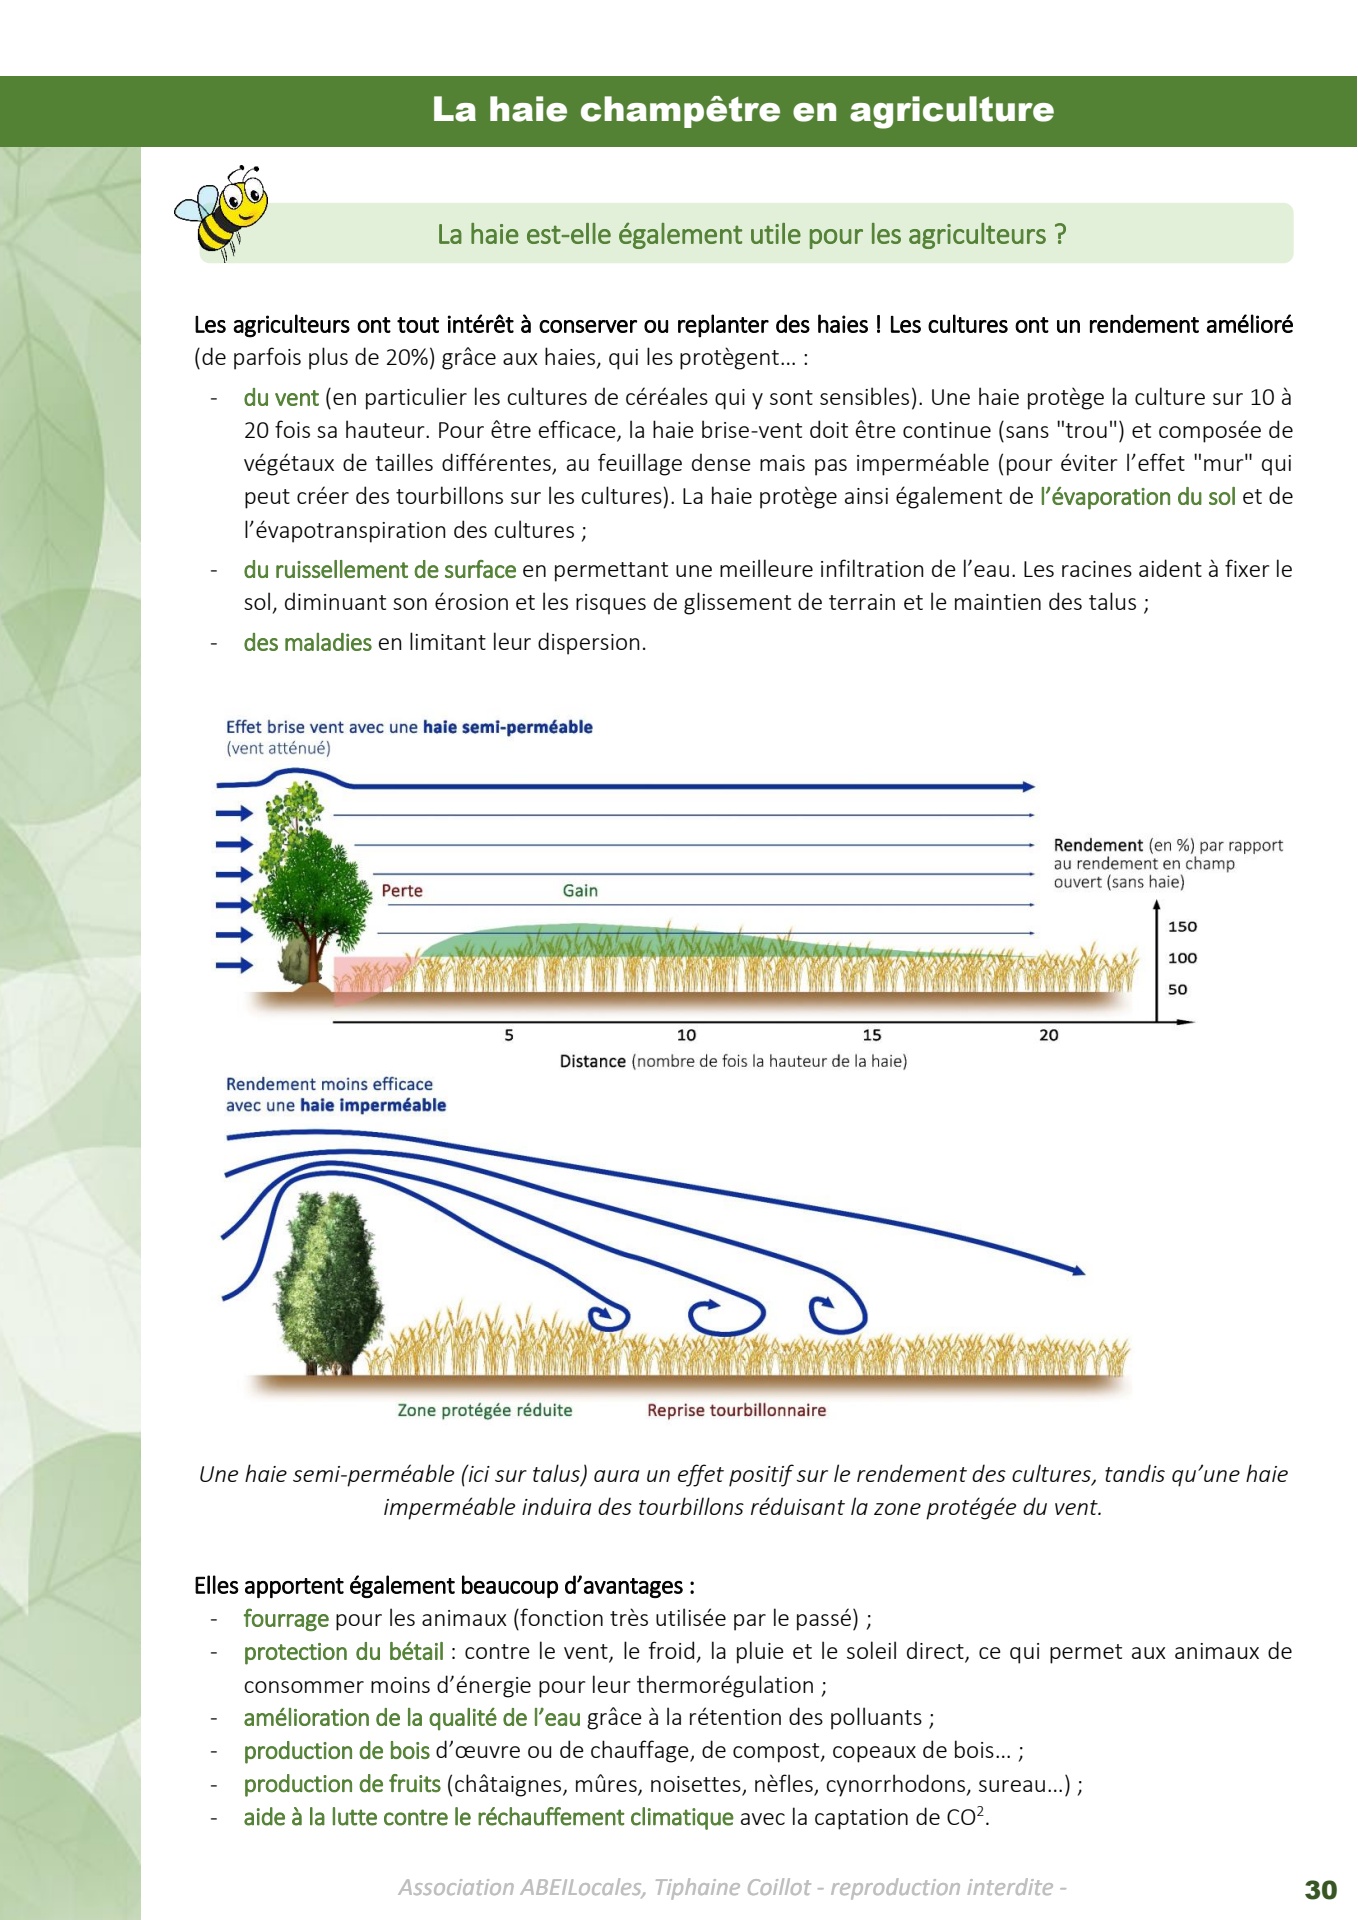 La haie champêtre en agriculture
La haie est-elle également utile pour les agriculteurs ?
Les agriculteurs ont tout intérêt à conserver ou replanter des haies ! Les cultures ont un rendement amélioré
(de parfois plus de 20%) grâce aux haies, qui les protègent... :
- du vent (en particulier les cultures de céréales qui y sont sensibles). Une haie protège la culture sur 10 à
20 fois sa hauteur. Pour être efficace, la haie brise-vent doit être continue (sans "trou") et composée de
végétaux de tailles différentes, au feuillage dense mais pas imperméable (pour éviter l'effet "mur" qui
peut créer des tourbillons sur les cultures). La haie protège ainsi également de l'évaporation du sol et de
l'évapotranspiration des cultures ;
- du ruissellement de surface en permettant une meilleure infiltration de l'eau. Les racines aident à fixer le
sol, diminuant son érosion et les risques de glissement de terrain et le maintien des talus ;
- des maladies en limitant leur dispersion.
Effet brise vent avec une haie semi-perméable
(vent atténué)
Rendement (en %) par rapport
au rendement en champ
ouvert (sans haie)
Perte
Gain
150
100
50
5
10
15
20
Distance (nombre de fois la hauteur de la haie)
Rendement moins efficace
avec une haie imperméable
Zone protégée réduite
Reprise tourbillonnaire
Une haie semi-perméable (ici sur talus) aura un effet positif sur le rendement des cultures, tandis qu'une haie
imperméable induira des tourbillons réduisant la zone protégée du vent.
Elles apportent également beaucoup d'avantages :
- fourrage pour les animaux (fonction très utilisée par le passé) ;
- protection du bétail : contre le vent, le froid, la pluie et le soleil direct, ce qui permet aux animaux de
consommer moins d'énergie pour leur thermorégulation ;
- amélioration de la qualité de l'eau grâce à la rétention des polluants ;
- production de bois d'œuvre ou de chauffage, de compost, copeaux de bois... ;
- production de fruits (châtaignes, mûres, noisettes, nèfles, cynorrhodons, sureau...) ;
- aide à la lutte contre le réchauffement climatique avec la captation de CO².
Association ABEILocales, Tiphaine Coillot - reproduction interdite -
30